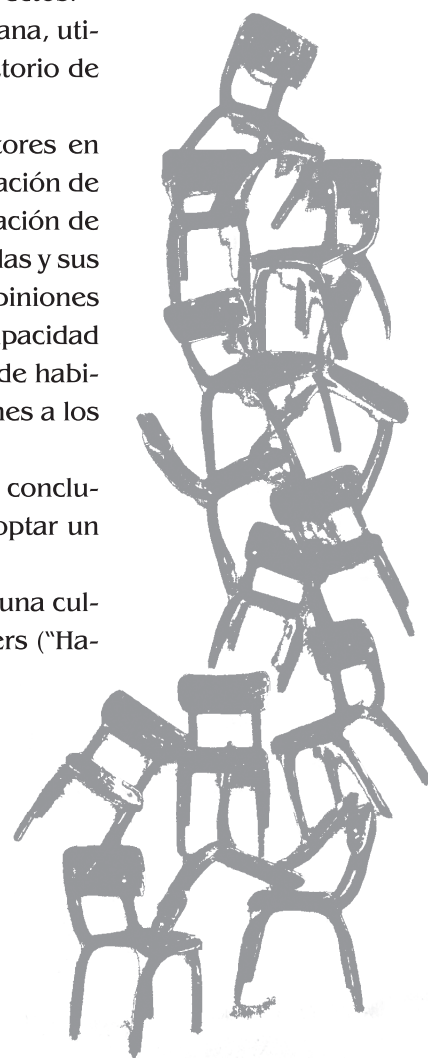 ana, uti-
torio de
tores en
ación de
ación de
das y sus
piniones
pacidad
de habi-
nes a los
conclu-
optar un
una cul-
ers (“Ha-